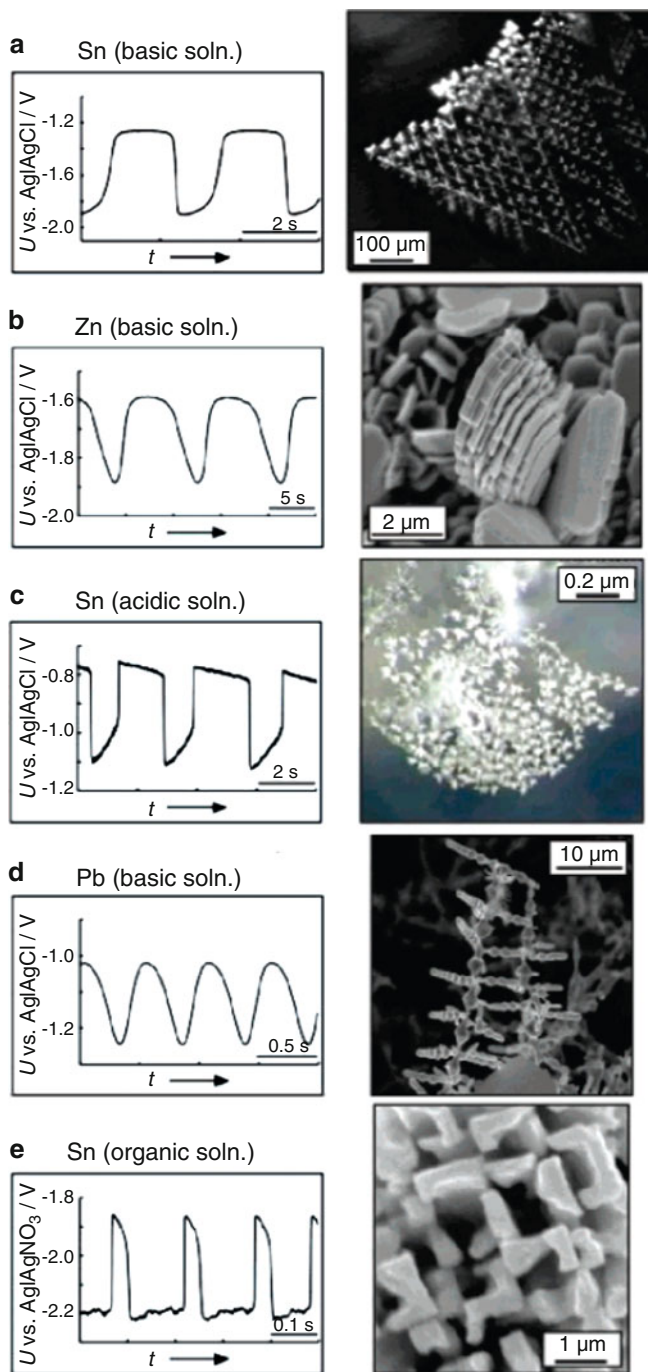 a Sn (basic soln.)
U vs. Ag|AgCl / V
-1.2
-1.6
-2.0
2 s
t
100 µm
b Zn (basic soln.)
U vs. Ag|AgCl / V
-1.6
-1.8
-2.0
5 s
t
2 µm
c Sn (acidic soln.)
U vs. Ag|AgCl / V
-0.8
-1.0
-1.2
2 s
t
0.2 µm
d Pb (basic soln.)
U vs. Ag|AgCl / V
-1.0
-1.2
0.5 s
t
10 µm
e Sn (organic soln.)
U vs. Ag|AgNO3 / V
-1.8
-2.0
-2.2
0.1 s
t
1 µm